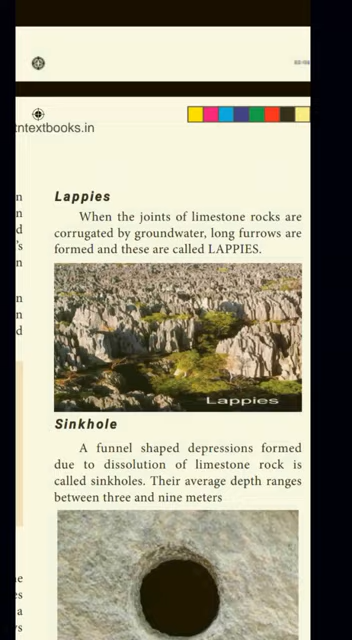 tntextbooks.in
n
n
d
's
n
n
n
d
Lappies
When the joints of limestone rocks are
corrugated by groundwater, long furrows are
formed and these are called LAPPIES.
Lappies
Sinkhole
A funnel shaped depressions formed
due to dissolution of limestone rock is
called sinkholes. Their average depth ranges
between three and nine meters
es
a